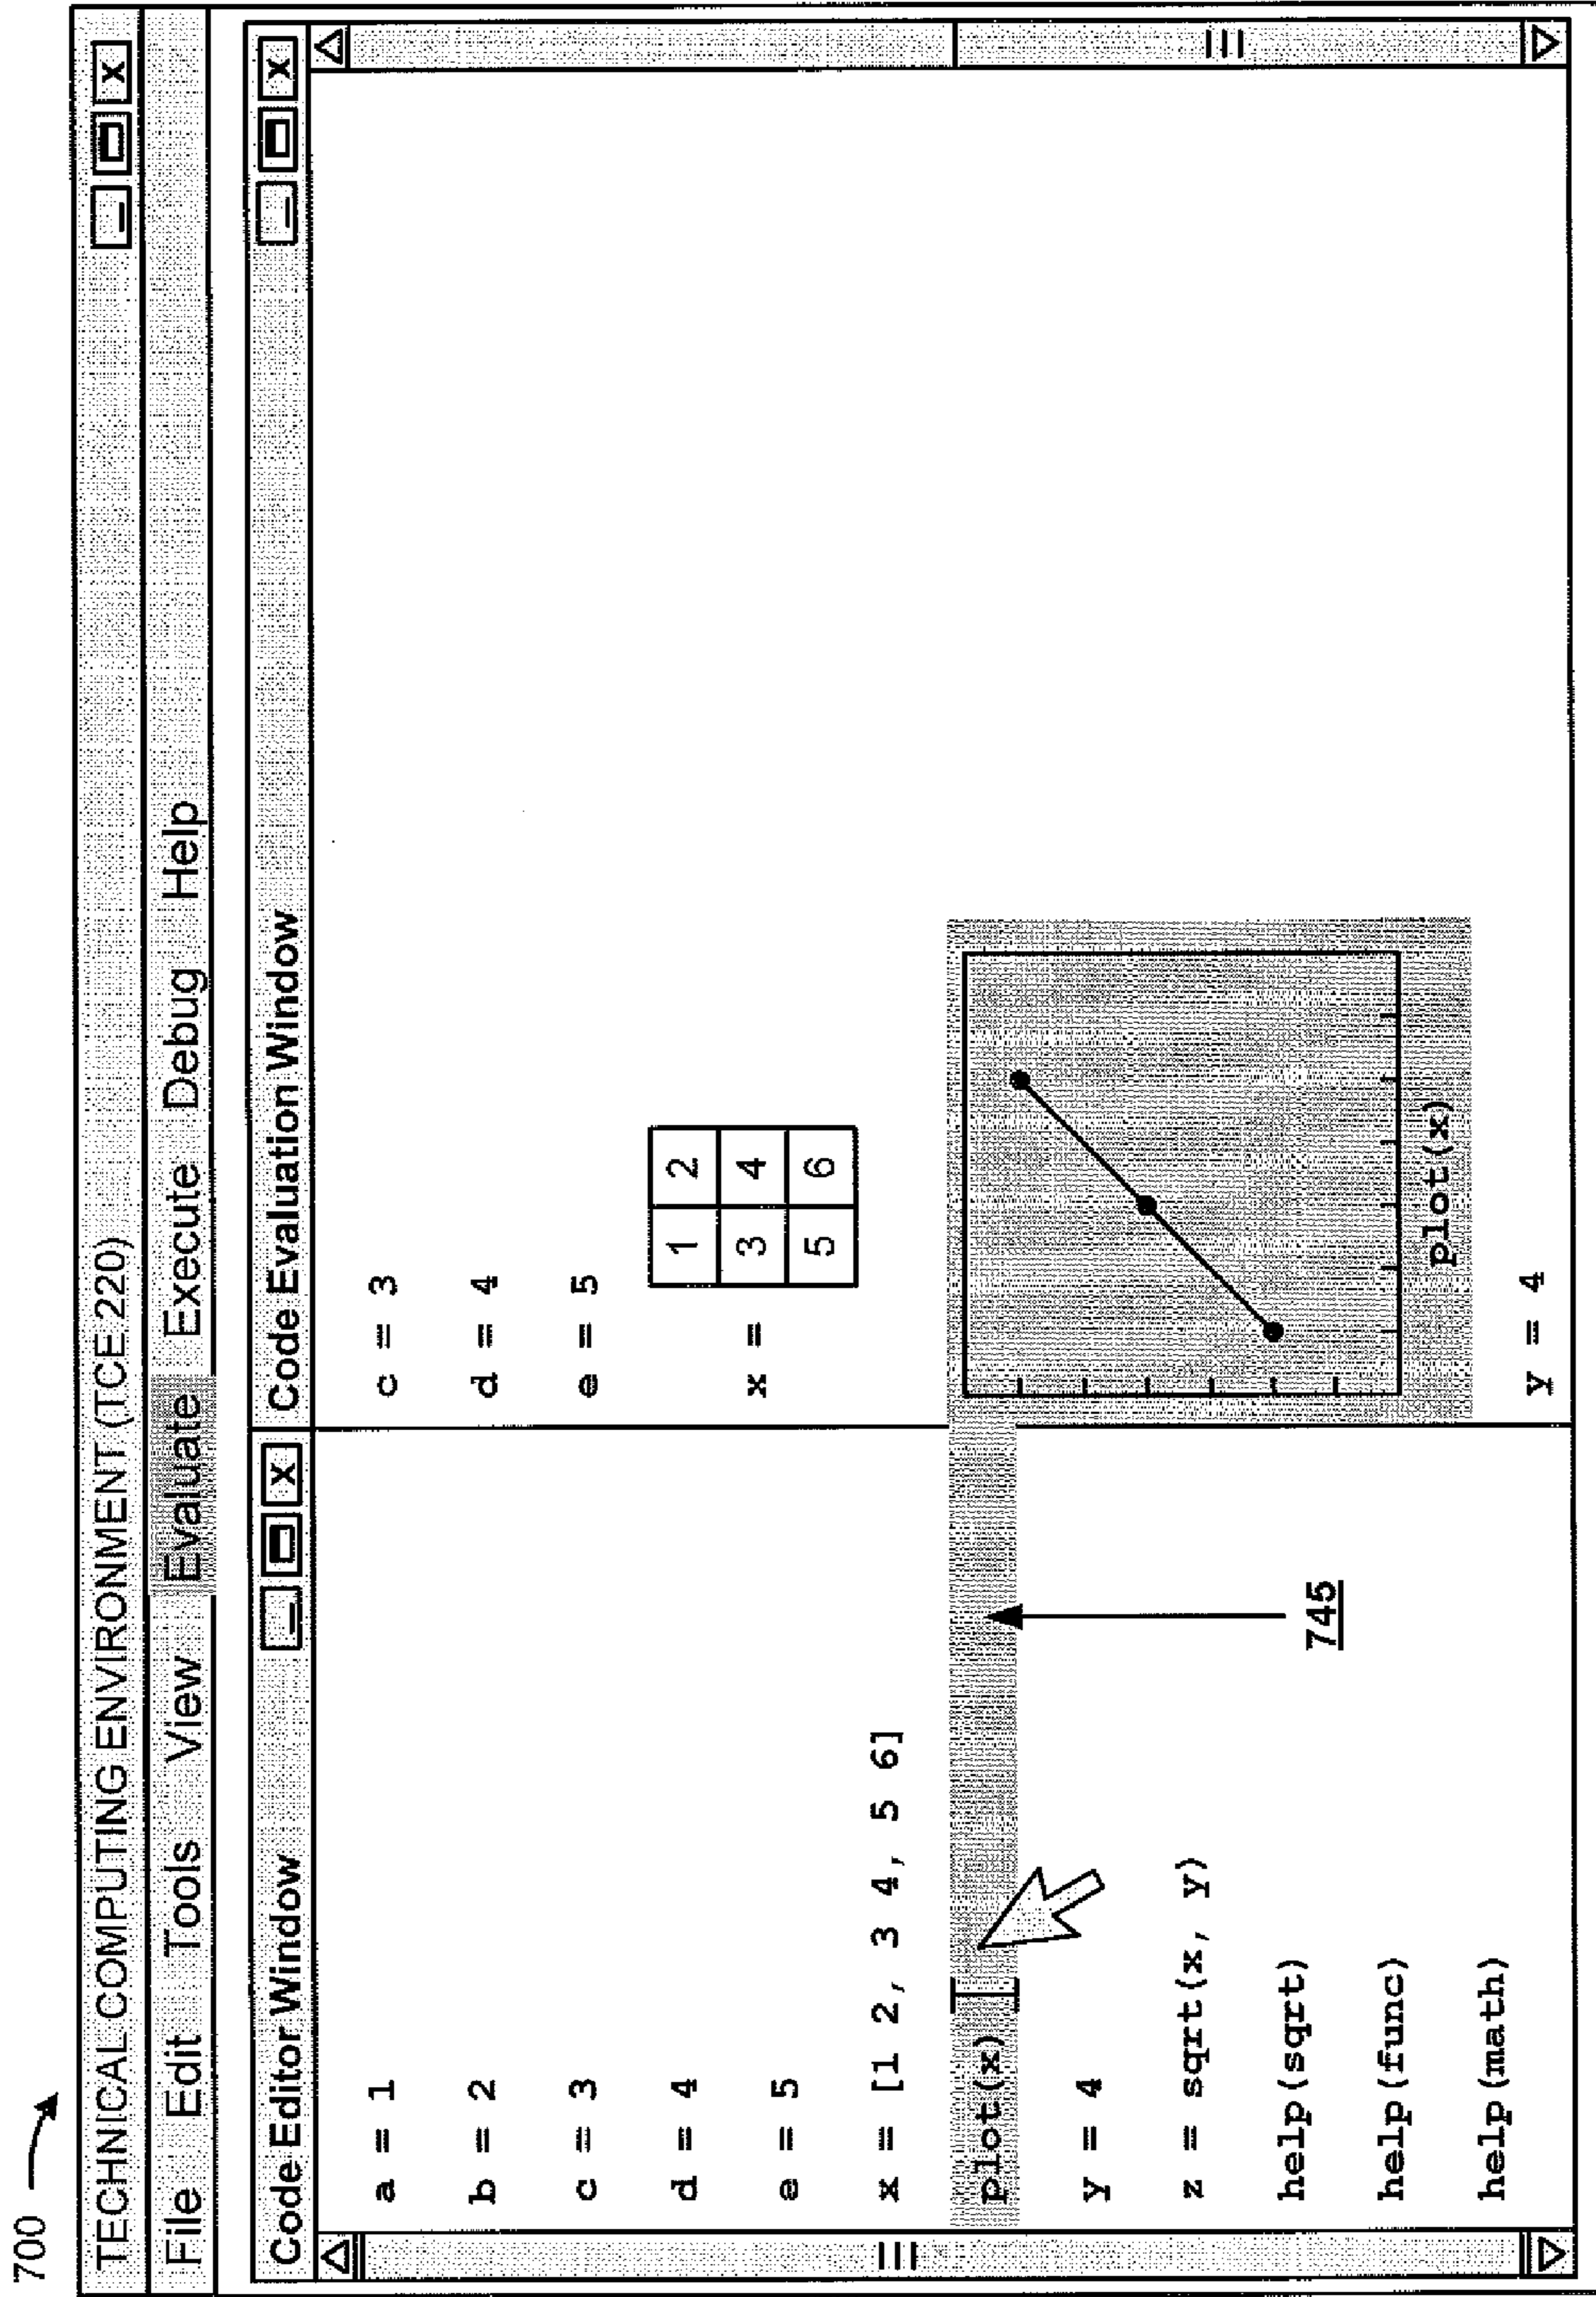 700
TECHNICAL COMPUTING ENVIRONMENT (TCE 220)
_ x
File Edit Tools View Evaluate Execute Debug Help
Code Editor Window
_ x
a = 1
b = 2
c = 3
d = 4
e = 5
x = [1 2, 3 4, 5 6]
plot(x)
y = 4
z = sqrt(x, y)
help(sqrt)
help(func)
help(math)
745
Code Evaluation Window
_ x
c = 3
d = 4
e = 5
x =
1 2
3 4
5 6
plot(x)
y = 4